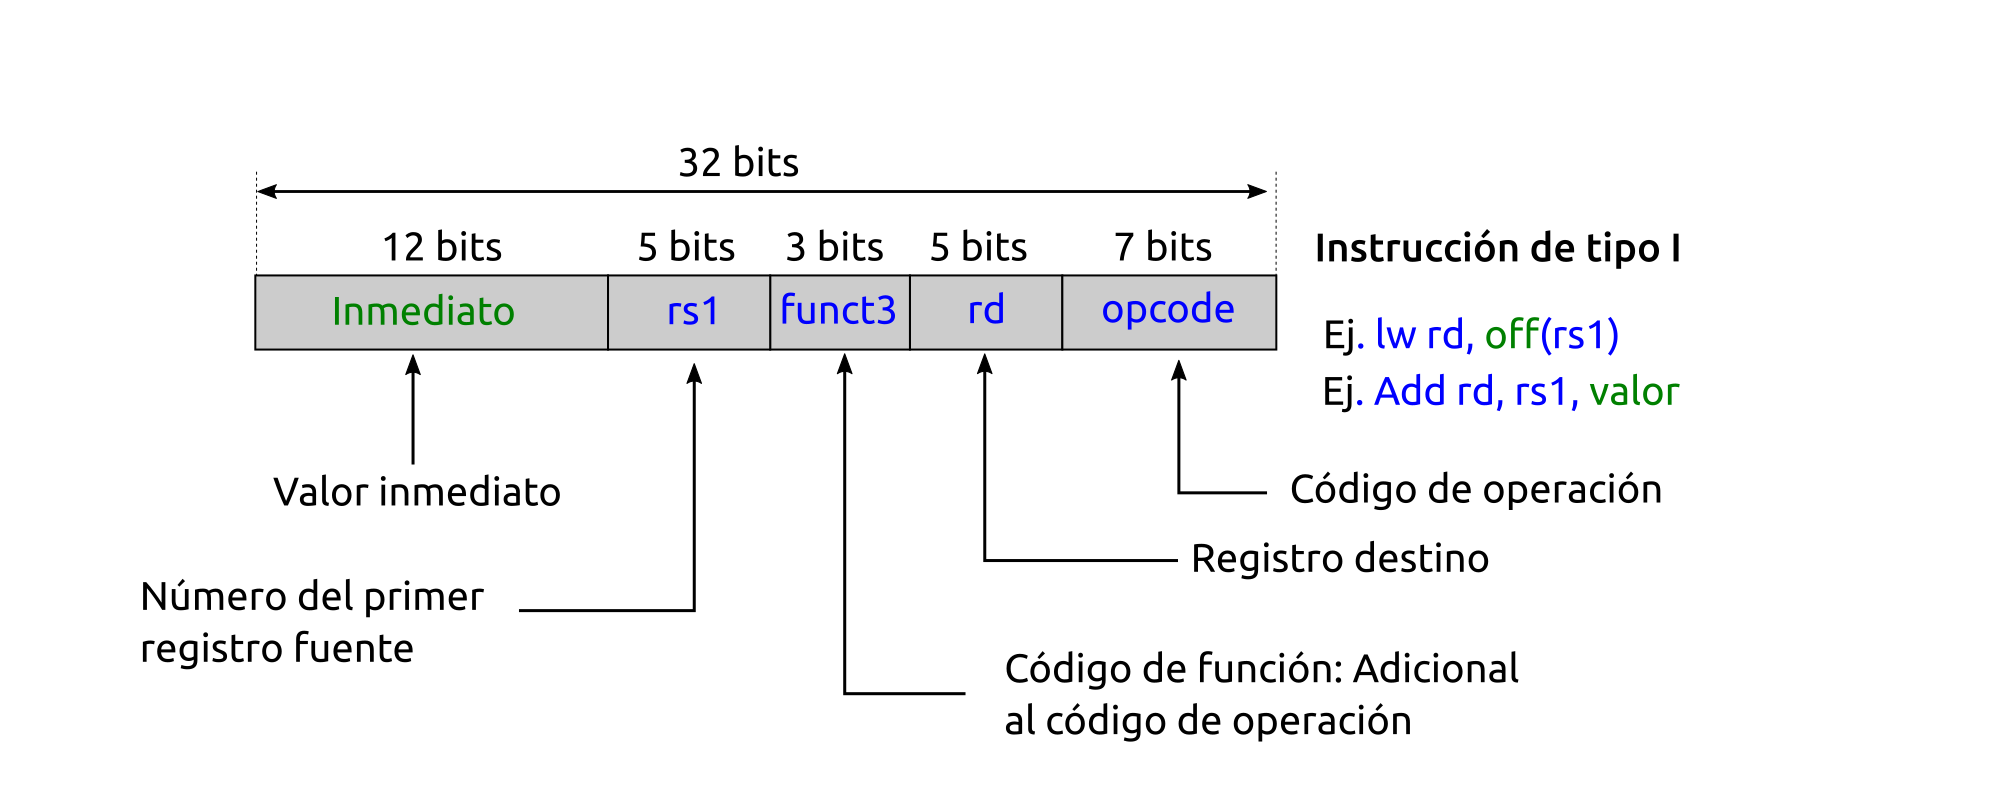 32 bits
12 bits 5 bits 3 bits 5 bits 7 bits
Instrucción de tipo I
Inmediato rs1 funct3 rd opcode
Ej. lw rd, off(rs1)
Ej. Add rd, rs1, valor
Valor inmediato
Código de operación
Registro destino
Número del primer
registro fuente
Código de función: Adicional
al código de operación